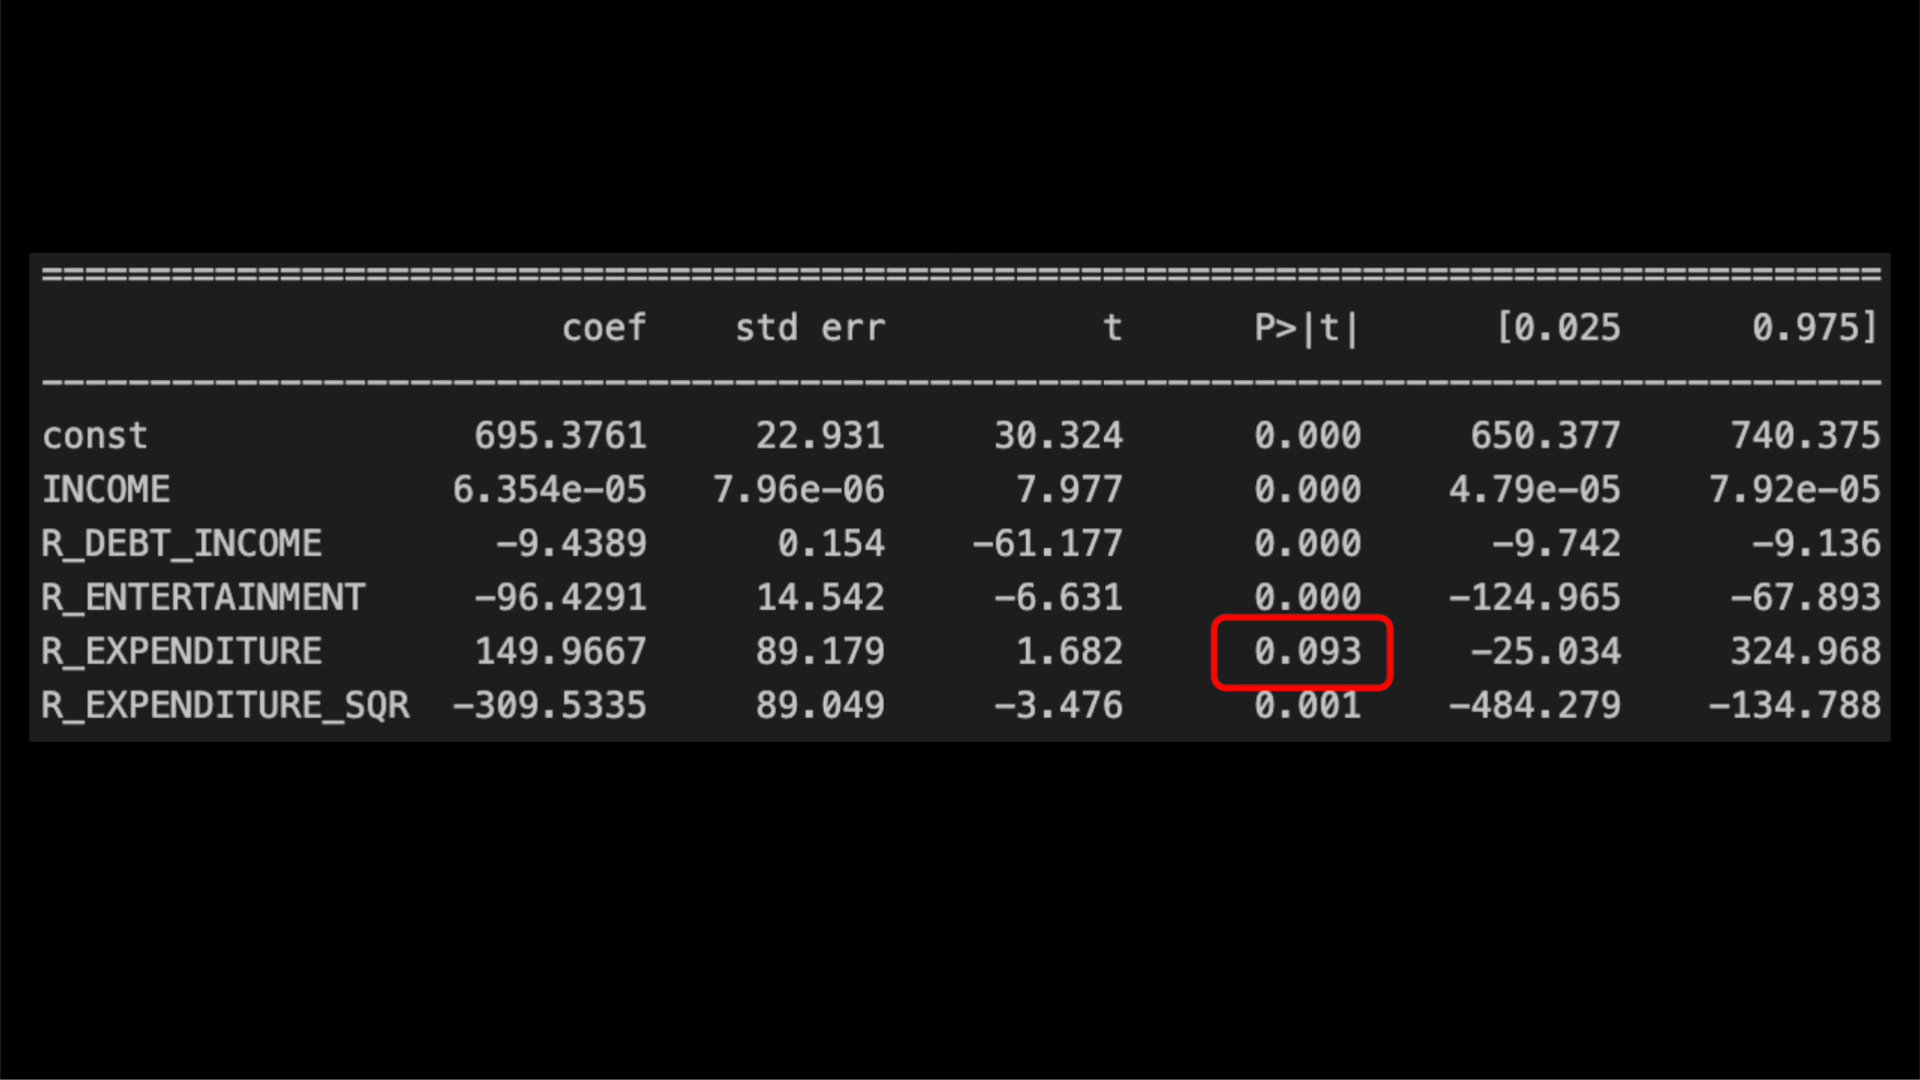 ==========================================================================================
coef std err t P>|t| [0.025 0.975]
------------------------------------------------------------------------------------------
const 695.3761 22.931 30.324 0.000 650.377 740.375
INCOME 6.354e-05 7.96e-06 7.977 0.000 4.79e-05 7.92e-05
R_DEBT_INCOME -9.4389 0.154 -61.177 0.000 -9.742 -9.136
R_ENTERTAINMENT -96.4291 14.542 -6.631 0.000 -124.965 -67.893
R_EXPENDITURE 149.9667 89.179 1.682 0.093 -25.034 324.968
R_EXPENDITURE_SQR -309.5335 89.049 -3.476 0.001 -484.279 -134.788